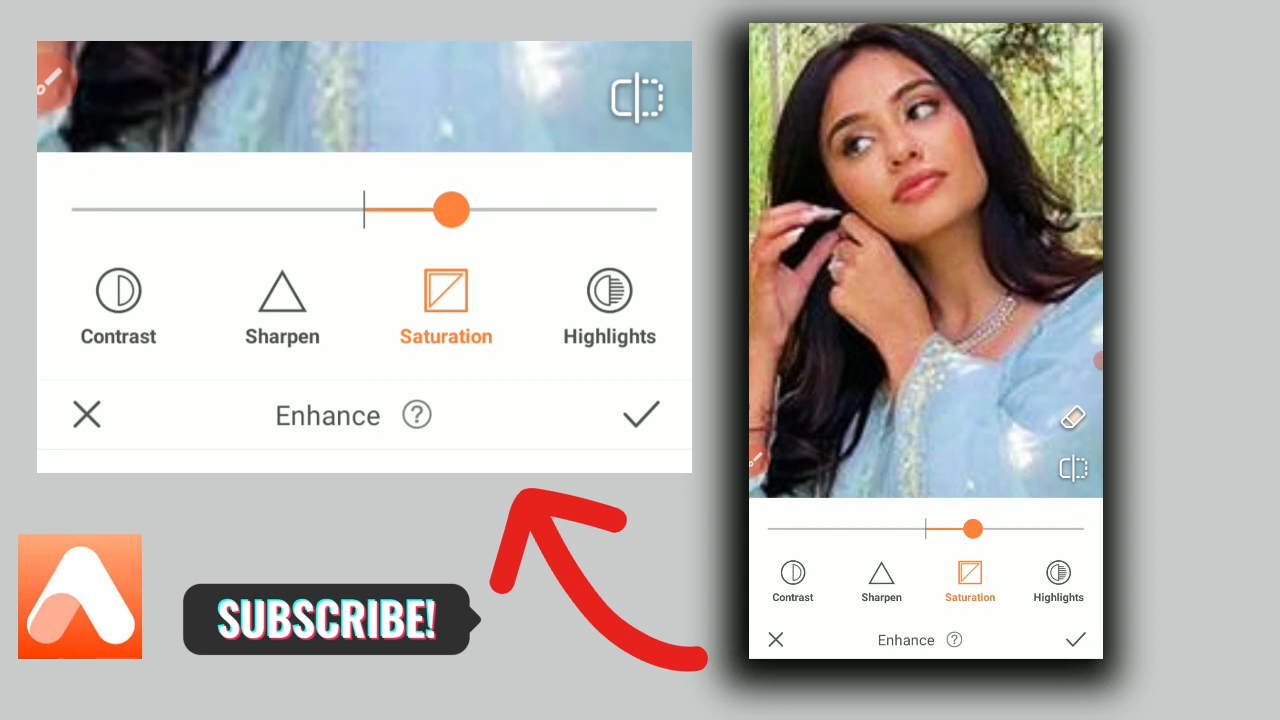 Contrast
Sharpen
Saturation
Highlights
Enhance ?
SUBSCRIBE!
Contrast
Sharpen
Saturation
Highlights
Enhance ?